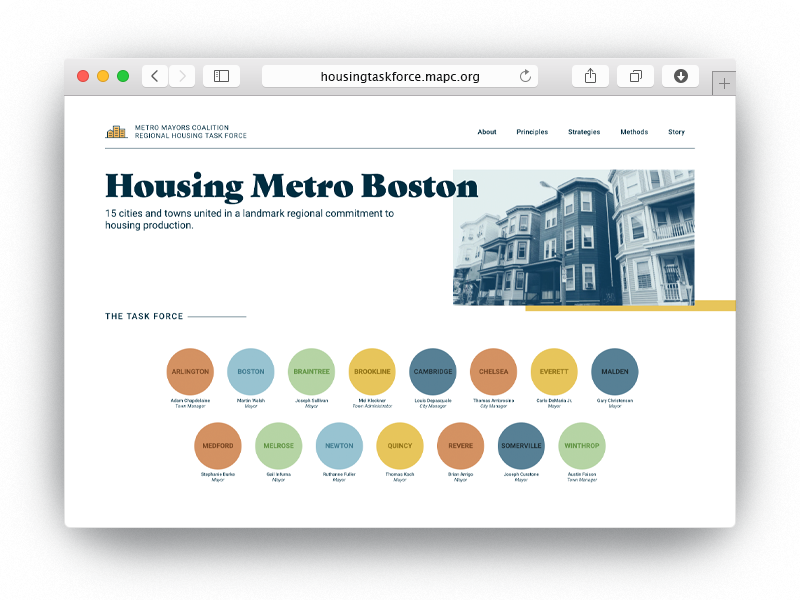 housingtaskforce.mapc.org
METRO MAYORS COALITION
REGIONAL HOUSING TASK FORCE
About Principles Strategies Methods Story
Housing Metro Boston
15 cities and towns united in a landmark regional commitment to
housing production.
THE TASK FORCE
ARLINGTON BOSTON BRAINTREE BROOKLINE CAMBRIDGE CHELSEA EVERETT MALDEN
Adam Chapdelaine Martin Walsh Joseph Sullivan Mel Kleckner Louis Depasquale Thomas Ambrosino Carlo DeMaria Jr. Gary Christenson
Town Manager Mayor Mayor Town Administrator City Manager City Manager Mayor Mayor
MEDFORD MELROSE NEWTON QUINCY REVERE SOMERVILLE WINTHROP
Stephanie Burke Gail Infurna Ruthanne Fuller Thomas Koch Brian Arrigo Joseph Curatone Austin Faison
Mayor Mayor Mayor Mayor Mayor Mayor Town Manager